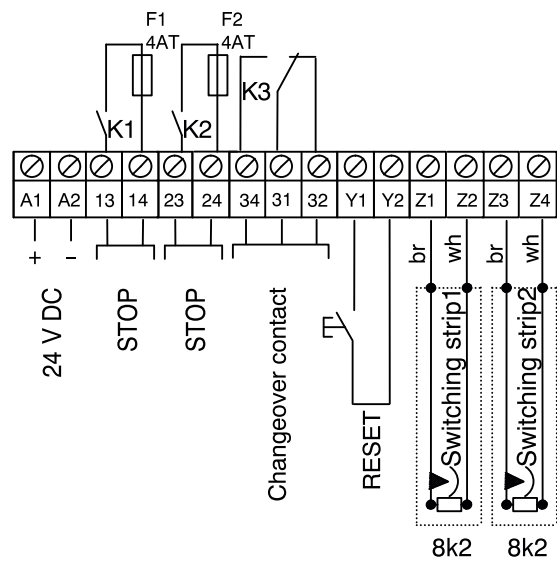 F1 F2
4AT 4AT
K1 K2 K3
A1 A2 13 14 23 24 34 31 32 Y1 Y2 Z1 Z2 Z3 Z4
+ −
br wh br wh
24 V DC
STOP
STOP
Changeover contact
RESET
Switching strip1
Switching strip2
8k2 8k2